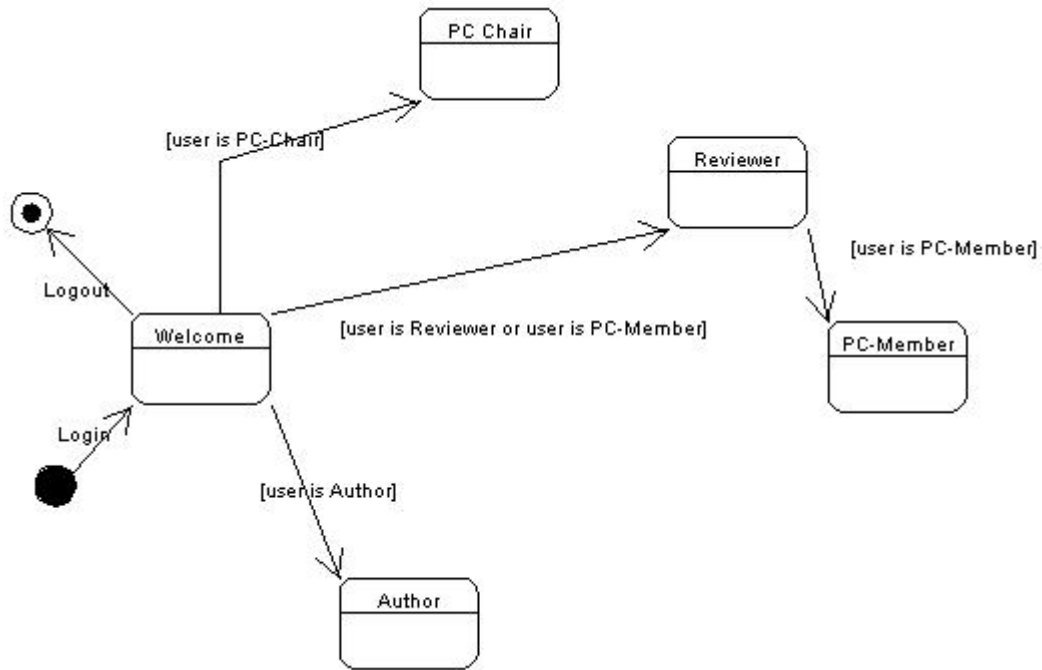 PC Chair
[user is PC-Chair]
Reviewer
[user is PC-Member]
Logout
Welcome
[user is Reviewer or user is PC-Member]
PC-Member
Login
[user is Author]
Author